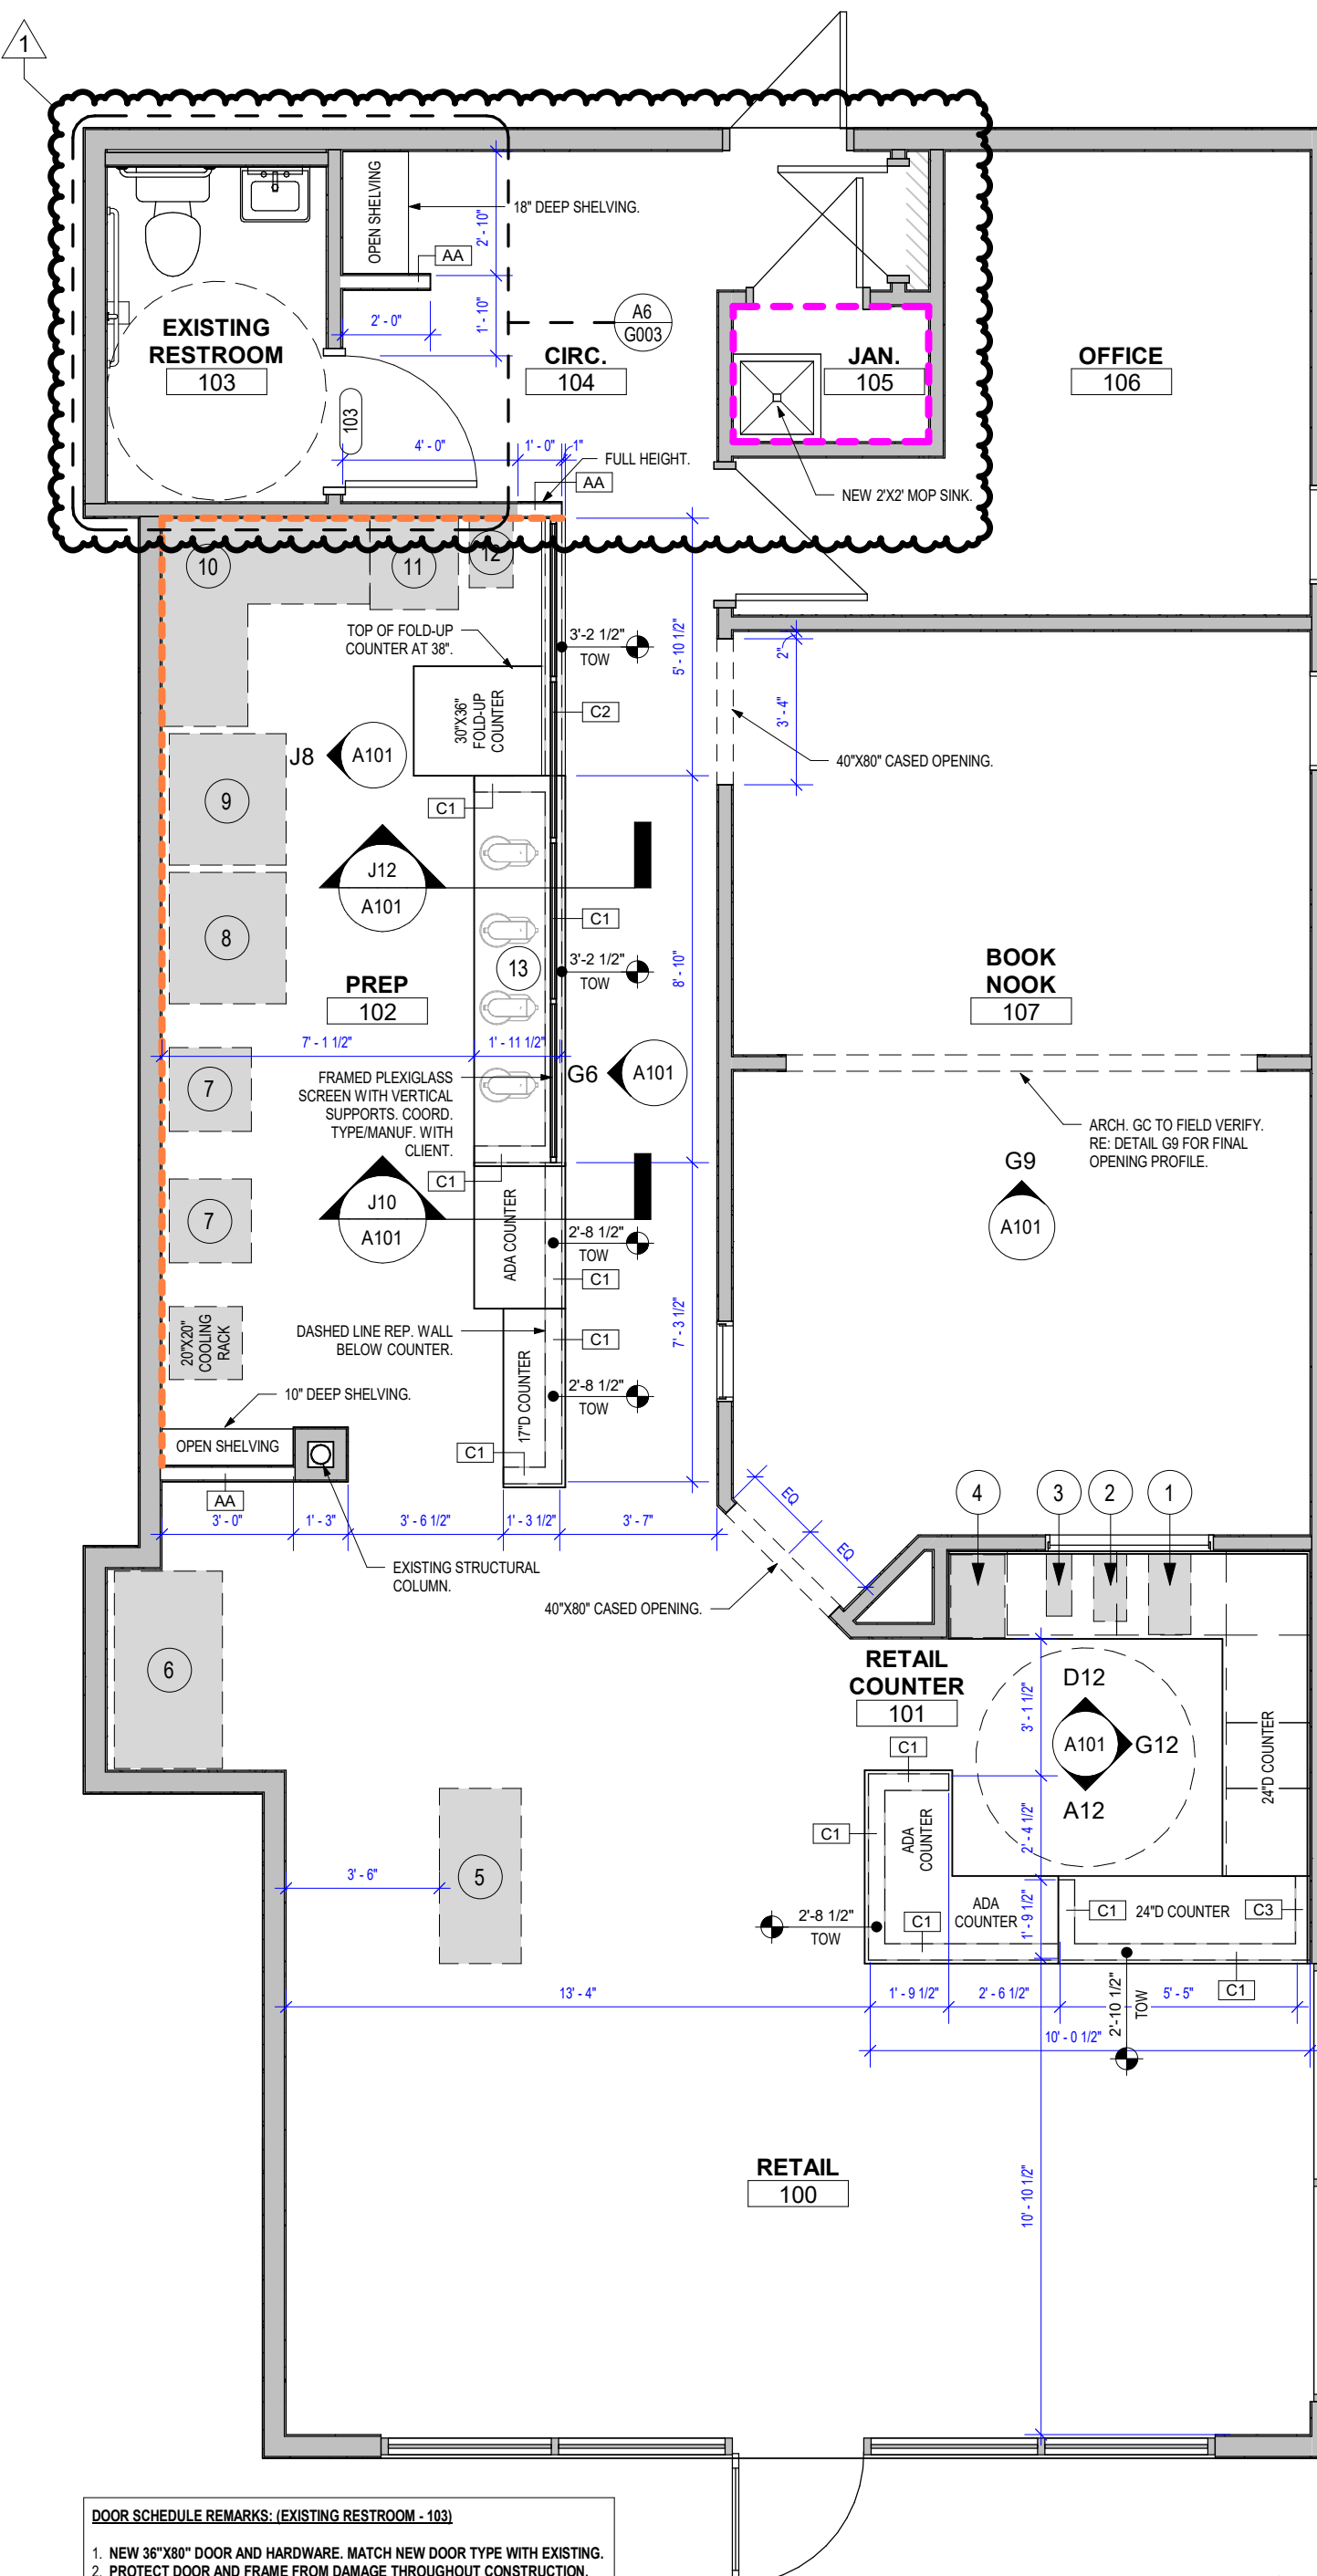 1
OPEN SHELVING
18" DEEP SHELVING.
2' - 10"
AA
1' - 10"
2' - 0"
A6
G003
EXISTING
RESTROOM
103
CIRC.
104
JAN.
105
OFFICE
106
103
4' - 0"
1' - 0"
1"
FULL HEIGHT.
AA
NEW 2'X2' MOP SINK.
10
11
12
TOP OF FOLD-UP
COUNTER AT 38".
3'-2 1/2"
TOW
5' - 10 1/2"
2"
3' - 4"
30"X36"
FOLD-UP
COUNTER
C2
J8
A101
40"X80" CASED OPENING.
9
C1
J12
A101
8
C1
13
3'-2 1/2"
TOW
8' - 10"
PREP
102
BOOK
NOOK
107
7' - 1 1/2"
1' - 11 1/2"
FRAMED PLEXIGLASS
SCREEN WITH VERTICAL
SUPPORTS. COORD.
TYPE/MANUF. WITH
CLIENT.
G6
A101
7
ARCH. GC TO FIELD VERIFY.
RE: DETAIL G9 FOR FINAL
OPENING PROFILE.
G9
A101
C1
J10
A101
7
ADA COUNTER
2'-8 1/2"
TOW
C1
20"X20"
COOLING
RACK
DASHED LINE REP. WALL
BELOW COUNTER.
C1
7' - 3 1/2"
17"D COUNTER
2'-8 1/2"
TOW
10" DEEP SHELVING.
OPEN SHELVING
C1
AA
3' - 0"
1' - 3"
3' - 6 1/2"
1' - 3 1/2"
3' - 7"
EQ
EQ
4
3
2
1
EXISTING STRUCTURAL
COLUMN.
40"X80" CASED OPENING.
6
RETAIL
COUNTER
101
D12
A101
G12
A12
3' - 1 1/2"
24"D COUNTER
C1
C1
ADA
COUNTER
2' - 4 1/2"
3' - 6"
5
2'-8 1/2"
TOW
C1
ADA
COUNTER
1' - 9 1/2"
C1
24"D COUNTER
C3
13' - 4"
1' - 9 1/2"
2' - 6 1/2"
2'-10 1/2"
TOW
5' - 5"
C1
10' - 0 1/2"
RETAIL
100
10' - 10 1/2"
DOOR SCHEDULE REMARKS: (EXISTING RESTROOM - 103)
1. NEW 36"X80" DOOR AND HARDWARE. MATCH NEW DOOR TYPE WITH EXISTING.
2. PROTECT DOOR AND FRAME FROM DAMAGE THROUGHOUT CONSTRUCTION.